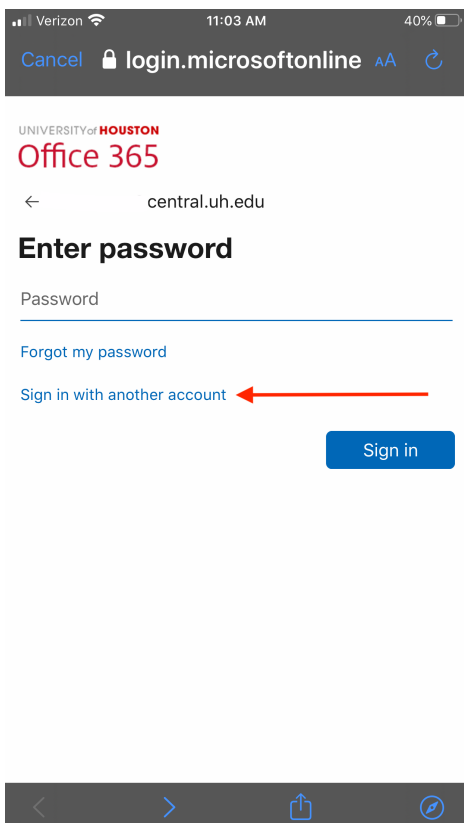 Verizon 11:03 AM 40%
Cancel login.microsoftonline AA
UNIVERSITY of HOUSTON
Office 365
central.uh.edu
Enter password
Password
Forgot my password
Sign in with another account
Sign in